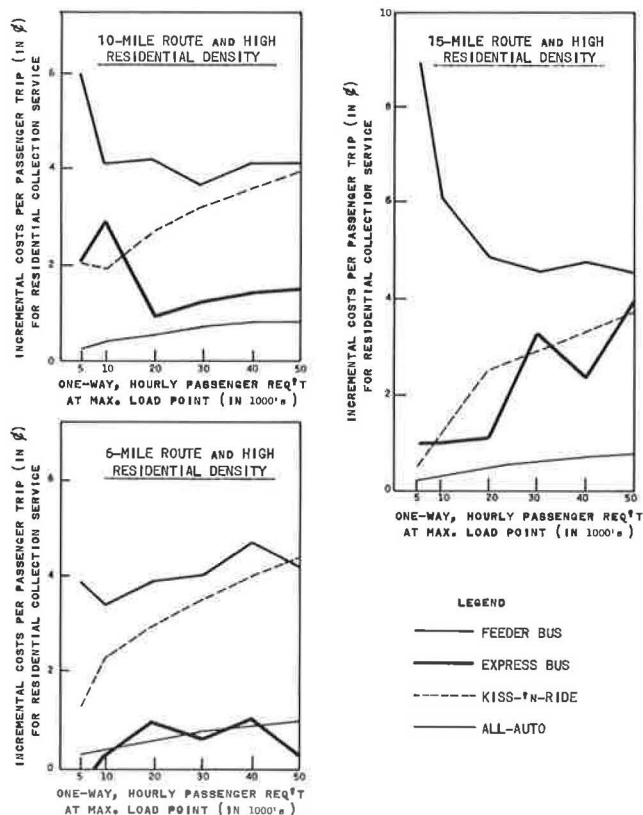 10-MILE ROUTE AND HIGH
RESIDENTIAL DENSITY
INCREMENTAL COSTS PER PASSENGER TRIP (IN ¢)
FOR RESIDENTIAL COLLECTION SERVICE
6
4
2
0
5 10 20 30 40 50
ONE-WAY, HOURLY PASSENGER REQ'T
AT MAX. LOAD POINT (IN 1000's)
6-MILE ROUTE AND HIGH
RESIDENTIAL DENSITY
INCREMENTAL COSTS PER PASSENGER TRIP (IN ¢)
FOR RESIDENTIAL COLLECTION SERVICE
6
4
2
0
5 10 20 30 40 50
ONE-WAY, HOURLY PASSENGER REQ'T
AT MAX. LOAD POINT (IN 1000's)
15-MILE ROUTE AND HIGH
RESIDENTIAL DENSITY
INCREMENTAL COSTS PER PASSENGER TRIP (IN ¢)
FOR RESIDENTIAL COLLECTION SERVICE
10
8
6
4
2
0
5 10 20 30 40 50
ONE-WAY, HOURLY PASSENGER REQ'T
AT MAX. LOAD POINT (IN 1000's)
LEGEND
FEEDER BUS
EXPRESS BUS
KISS-'N-RIDE
ALL-AUTO